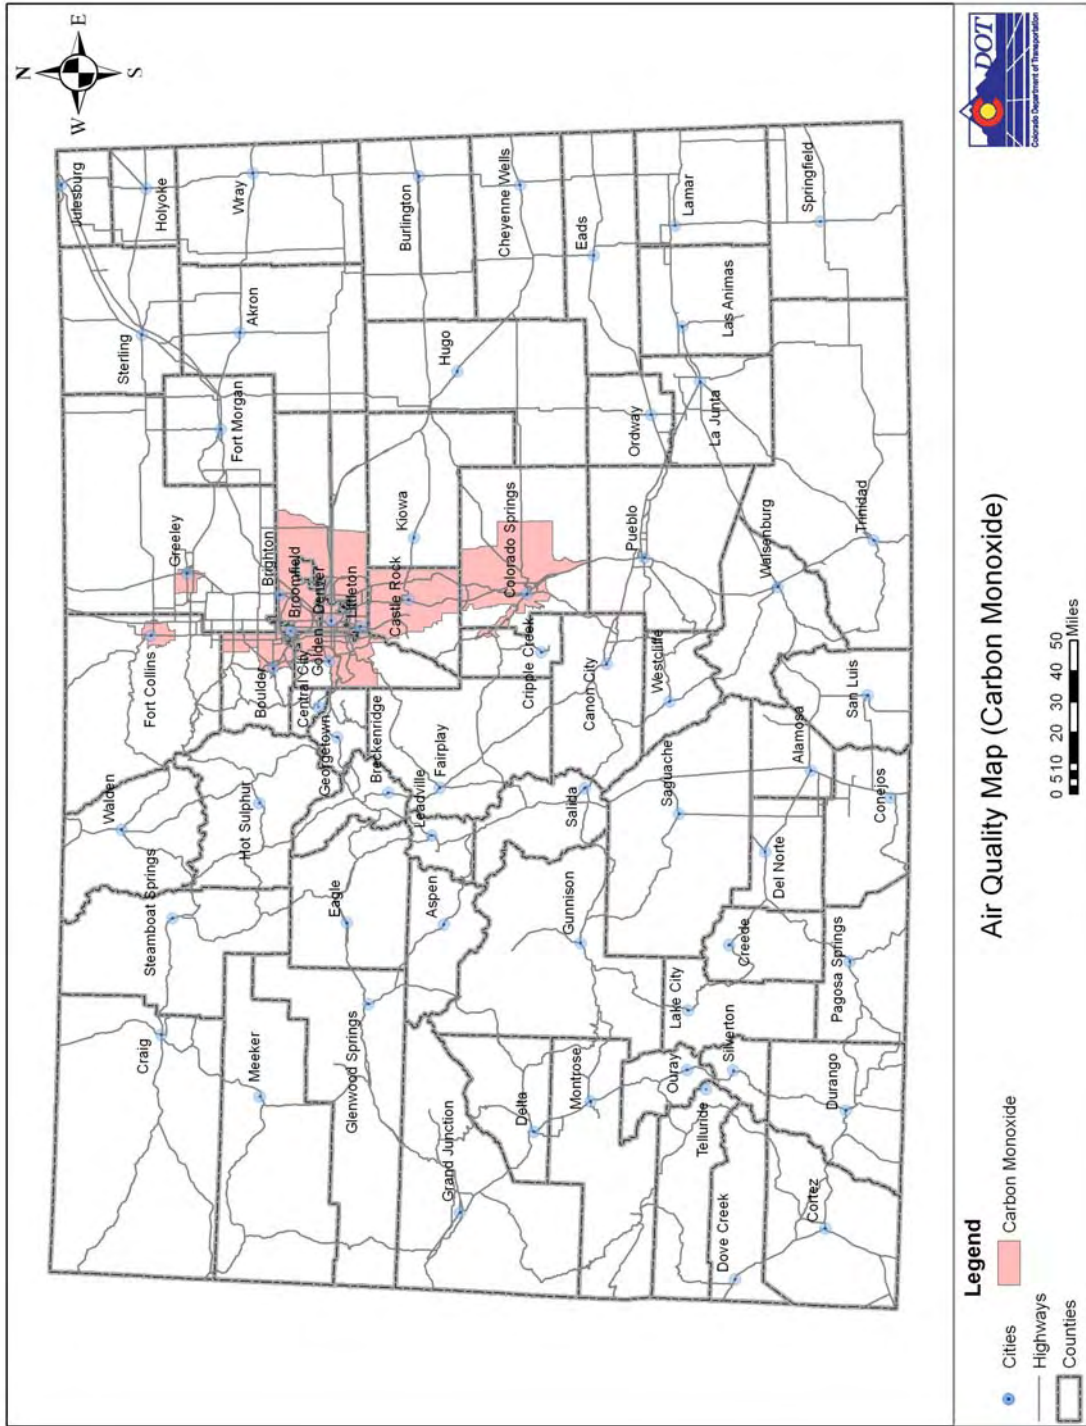 N
W
E
S
Julesburg
Holyoke
Sterling
Wray
Akron
Fort Morgan
Greeley
Fort Collins
Walden
Steamboat Springs
Craig
Hot Sulphur
Meeker
Brighton
Broomfield
Boulder
Central City
Golden
Denver
Littleton
Georgetown
Breckenridge
Eagle
Glenwood Springs
Burlington
Kiowa
Castle Rock
Fairplay
Leadville
Aspen
Grand Junction
Hugo
Cheyenne Wells
Colorado Springs
Cripple Creek
Delta
Gunnison
Salida
Canon City
Montrose
Eads
Ordway
Pueblo
Westcliffe
Saguache
Lake City
Ouray
Telluride
Silverton
Creede
Lamar
Las Animas
La Junta
Walsenburg
Alamosa
Del Norte
Dove Creek
Springfield
Trinidad
San Luis
Conejos
Pagosa Springs
Durango
Cortez
Legend
Cities
Highways
Counties
Carbon Monoxide
Air Quality Map (Carbon Monoxide)
0 5 10 20 30 40 50
Miles
DOT
Colorado Department of Transportation